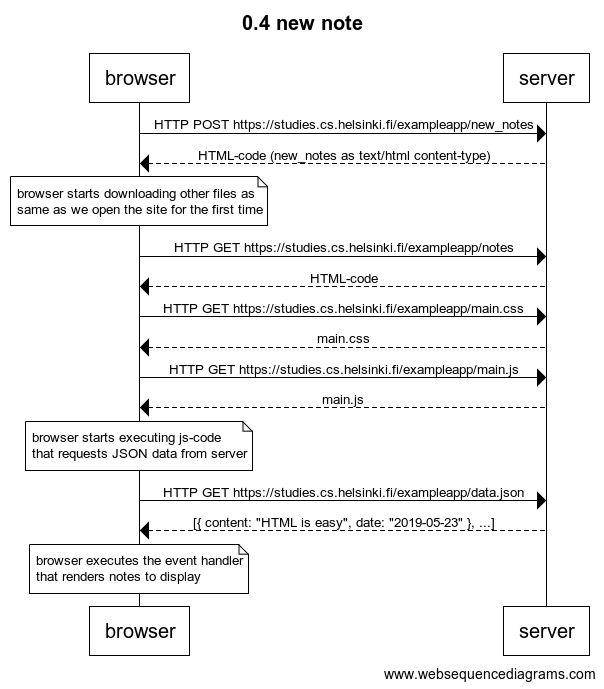 0.4 new note
browser
server
HTTP POST https://studies.cs.helsinki.fi/exampleapp/new_notes
HTML-code (new_notes as text/html content-type)
browser starts downloading other files as
same as we open the site for the first time
HTTP GET https://studies.cs.helsinki.fi/exampleapp/notes
HTML-code
HTTP GET https://studies.cs.helsinki.fi/exampleapp/main.css
main.css
HTTP GET https://studies.cs.helsinki.fi/exampleapp/main.js
main.js
browser starts executing js-code
that requests JSON data from server
HTTP GET https://studies.cs.helsinki.fi/exampleapp/data.json
[{ content: "HTML is easy", date: "2019-05-23" }, ...]
browser executes the event handler
that renders notes to display
browser
server
www.websequencediagrams.com